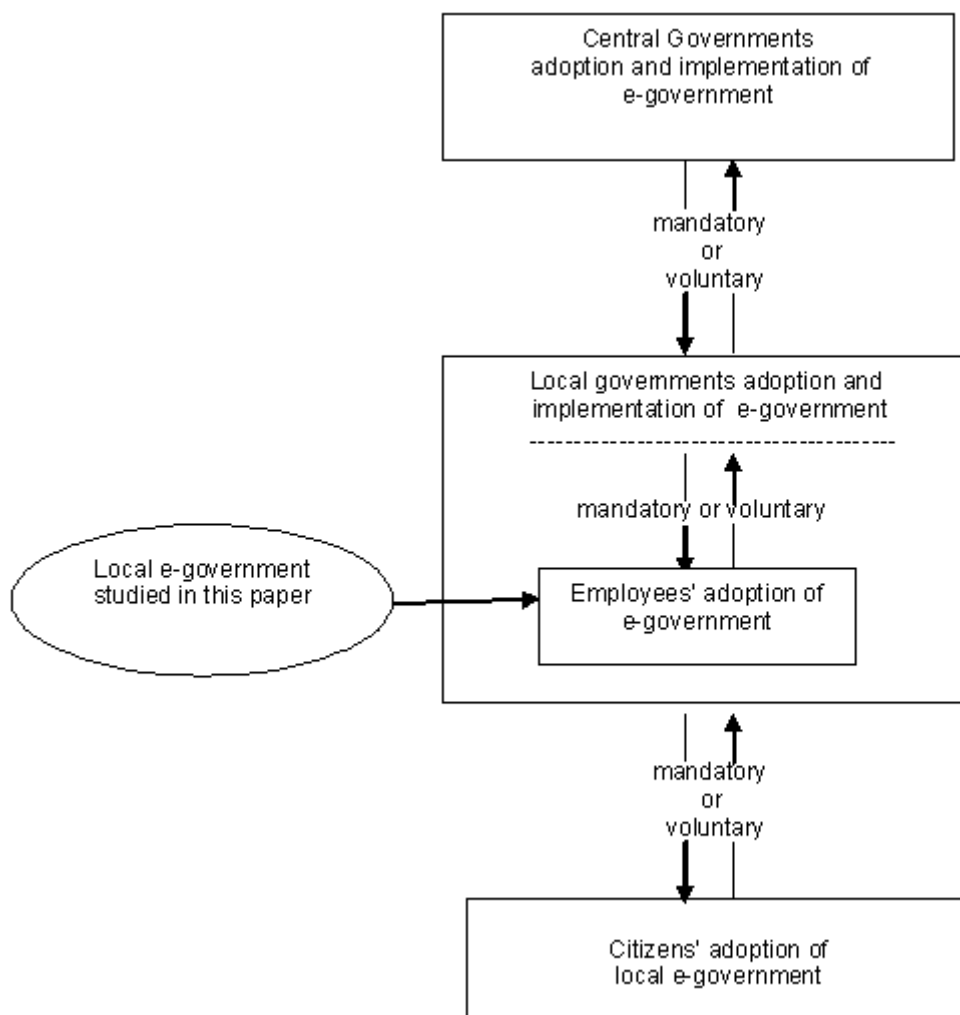 Central Governments
adoption and implementation of
e-government
mandatory
or
voluntary
Local governments adoption and
implementation of e-government
mandatory or voluntary
Local e-government
studied in this paper
Employees' adoption of
e-government
mandatory
or
voluntary
Citizens' adoption of
local e-government